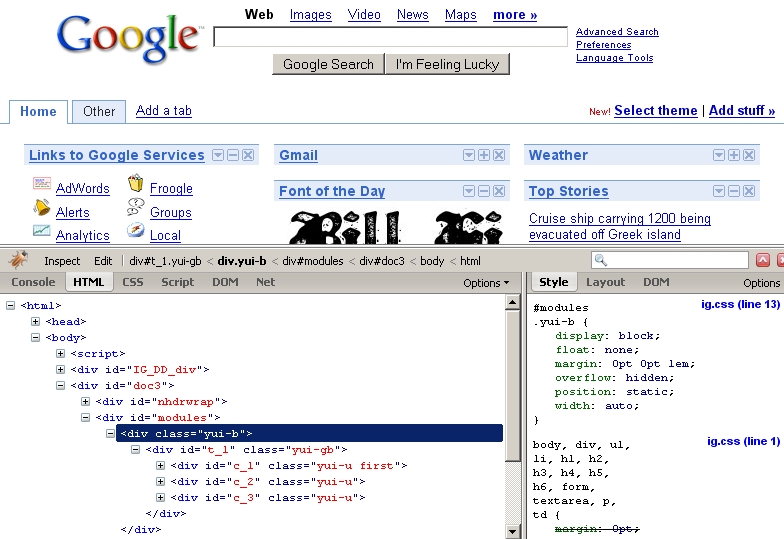 Web Images Video News Maps more »
Google™
Advanced Search
Preferences
Language Tools
Google Search I'm Feeling Lucky
Home Other Add a tab
New! Select theme | Add stuff »
Links to Google Services
AdWords Froogle
Alerts Groups
Analytics Local
Gmail
Font of the Day
Weather
Top Stories
Cruise ship carrying 1200 being
evacuated off Greek island
Inspect Edit div#t_1.yui-gb < div.yui-b < div#modules < div#doc3 < body < html
Console HTML CSS Script DOM Net Options
Style Layout DOM Options
<html>
<head>
<body>
<script>
<div id="IG_DD_div">
<div id="doc3">
<div id="nhdrwrap">
<div id="modules">
<div class="yui-b">
<div id="t_1" class="yui-gb">
<div id="c_1" class="yui-u first">
<div id="c_2" class="yui-u">
<div id="c_3" class="yui-u">
</div>
</div>
#modules ig.css (line 13)
.yui-b {
display: block;
float: none;
margin: 0pt 0pt 1em;
overflow: hidden;
position: static;
width: auto;
}
body, div, ul, ig.css (line 1)
li, h1, h2,
h3, h4, h5,
h6, form,
textarea, p,
td {
margin: 0pt;